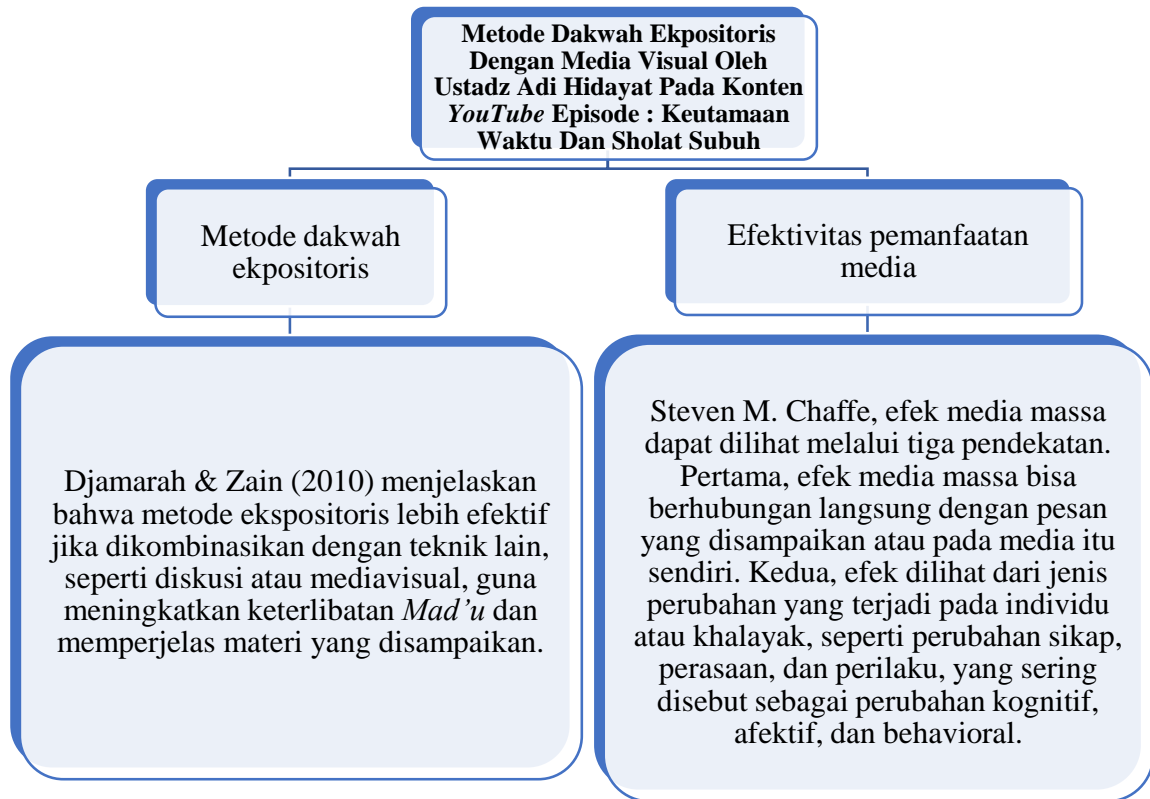 Metode Dakwah Ekpositoris
Dengan Media Visual Oleh
Ustadz Adi Hidayat Pada Konten
YouTube Episode : Keutamaan
Waktu Dan Sholat Subuh
Metode dakwah
ekpositoris
Efektivitas pemanfaatan
media
Djamarah & Zain (2010) menjelaskan
bahwa metode ekspositoris lebih efektif
jika dikombinasikan dengan teknik lain,
seperti diskusi atau mediavisual, guna
meningkatkan keterlibatan Mad’u dan
memperjelas materi yang disampaikan.
Steven M. Chaffe, efek media massa
dapat dilihat melalui tiga pendekatan.
Pertama, efek media massa bisa
berhubungan langsung dengan pesan
yang disampaikan atau pada media itu
sendiri. Kedua, efek dilihat dari jenis
perubahan yang terjadi pada individu
atau khalayak, seperti perubahan sikap,
perasaan, dan perilaku, yang sering
disebut sebagai perubahan kognitif,
afektif, dan behavioral.